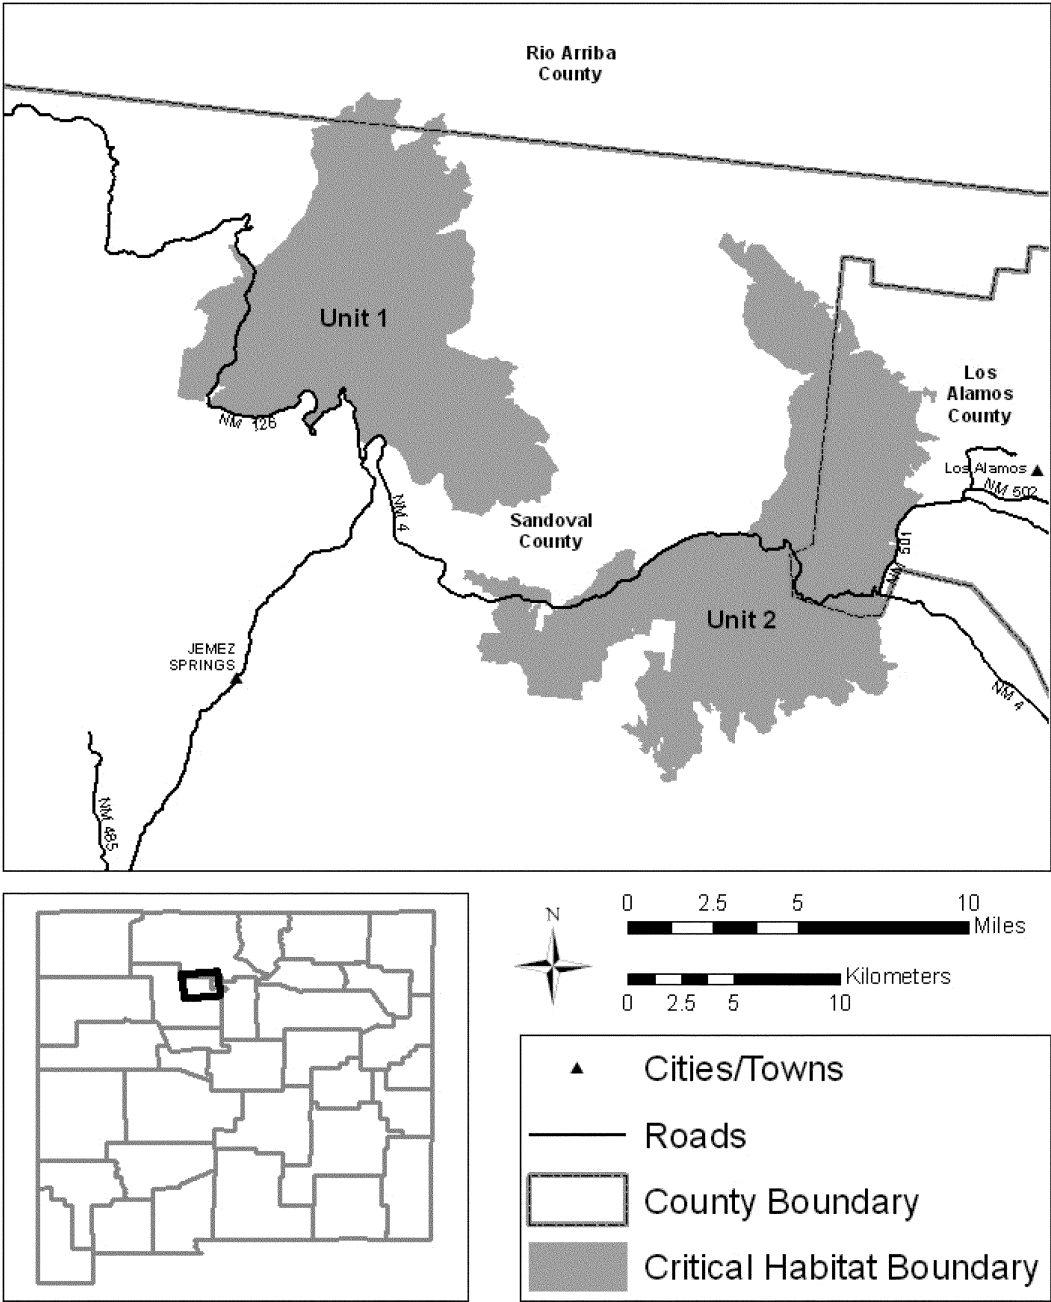 Rio Arriba
County
Unit 1
Los
Alamos
County
NM 126
Los Alamos
NM 502
NM 4
Sandoval
County
NM 501
Unit 2
JEMEZ
SPRINGS
NM 4
NM 485
N
0 2.5 5 10
Miles
Kilometers
0 2.5 5 10
Cities/Towns
Roads
County Boundary
Critical Habitat Boundary